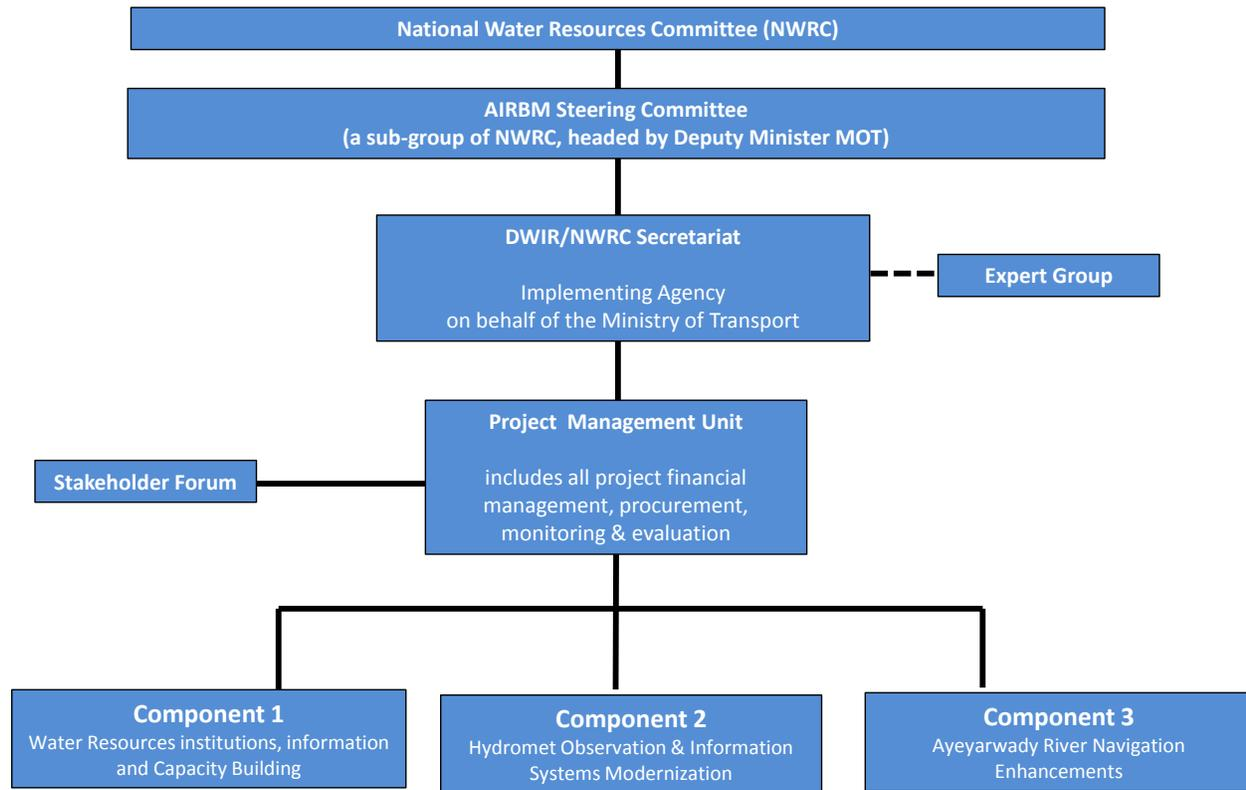 National Water Resources Committee (NWRC)
AIRBM Steering Committee
(a sub-group of NWRC, headed by Deputy Minister MOT)
DWIR/NWRC Secretariat
Implementing Agency
on behalf of the Ministry of Transport
Expert Group
Project Management Unit
includes all project financial
management, procurement,
monitoring & evaluation
Stakeholder Forum
Component 1
Water Resources institutions, information
and Capacity Building
Component 2
Hydromet Observation & Information
Systems Modernization
Component 3
Ayeyarwady River Navigation
Enhancements